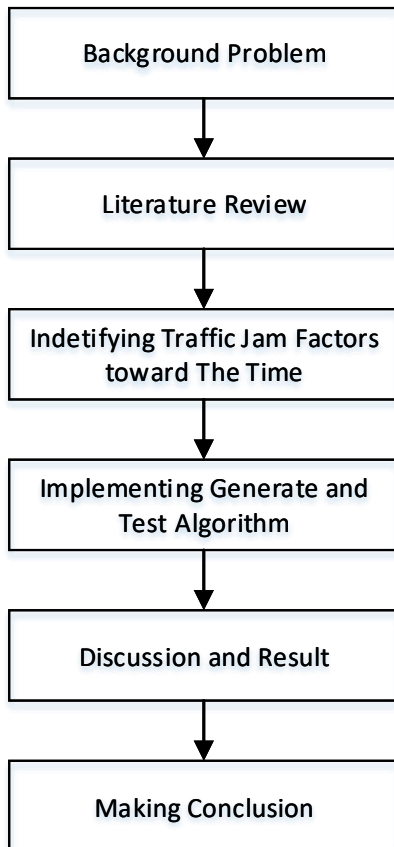 Background Problem
Literature Review
Indetifying Traffic Jam Factors
toward The Time
Implementing Generate and
Test Algorithm
Discussion and Result
Making Conclusion